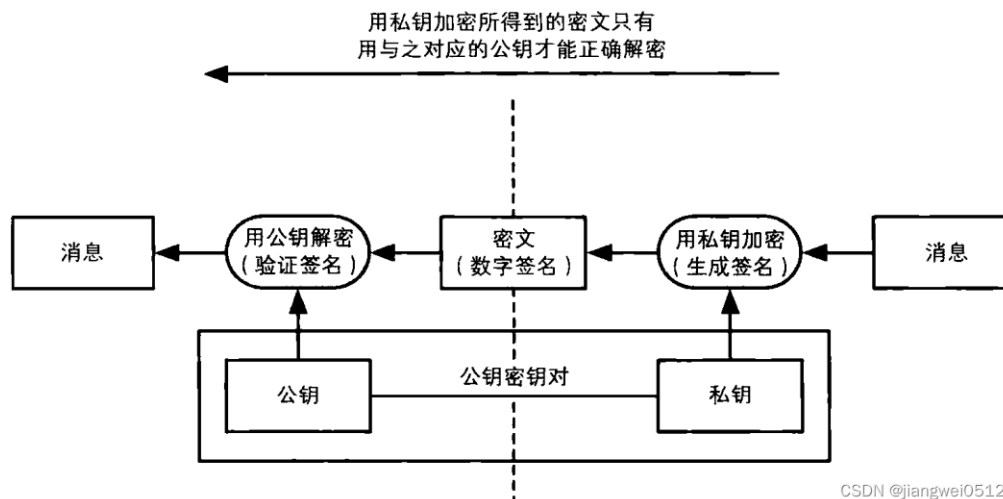 用私钥加密所得到的密文只有
用与之对应的公钥才能正确解密
消息
用公钥解密
（验证签名）
密文
（数字签名）
用私钥加密
（生成签名）
消息
公钥
公钥密钥对
私钥
CSDN @jiangwei0512